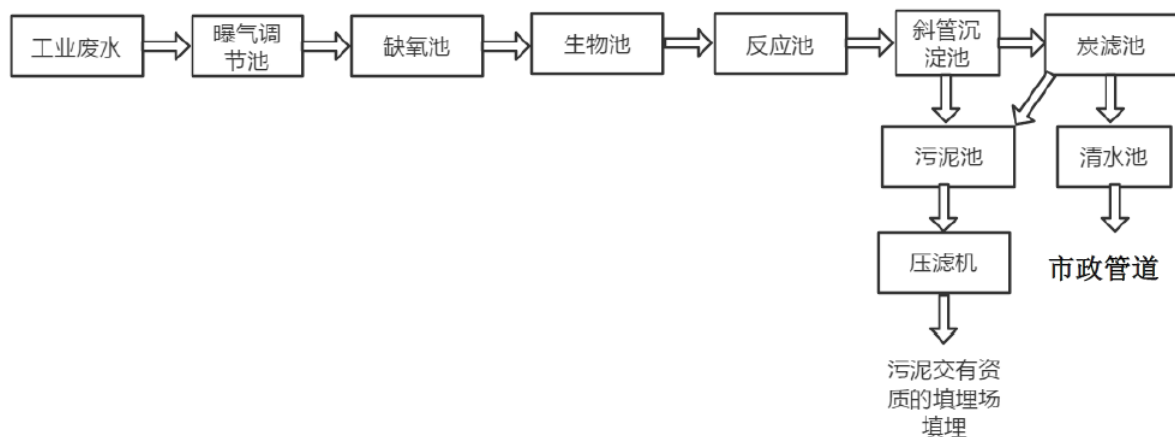 工业废水
曝气调
节池
缺氧池
生物池
反应池
斜管沉
淀池
炭滤池
污泥池
清水池
压滤机
市政管道
污泥交有资
质的填埋场
填埋